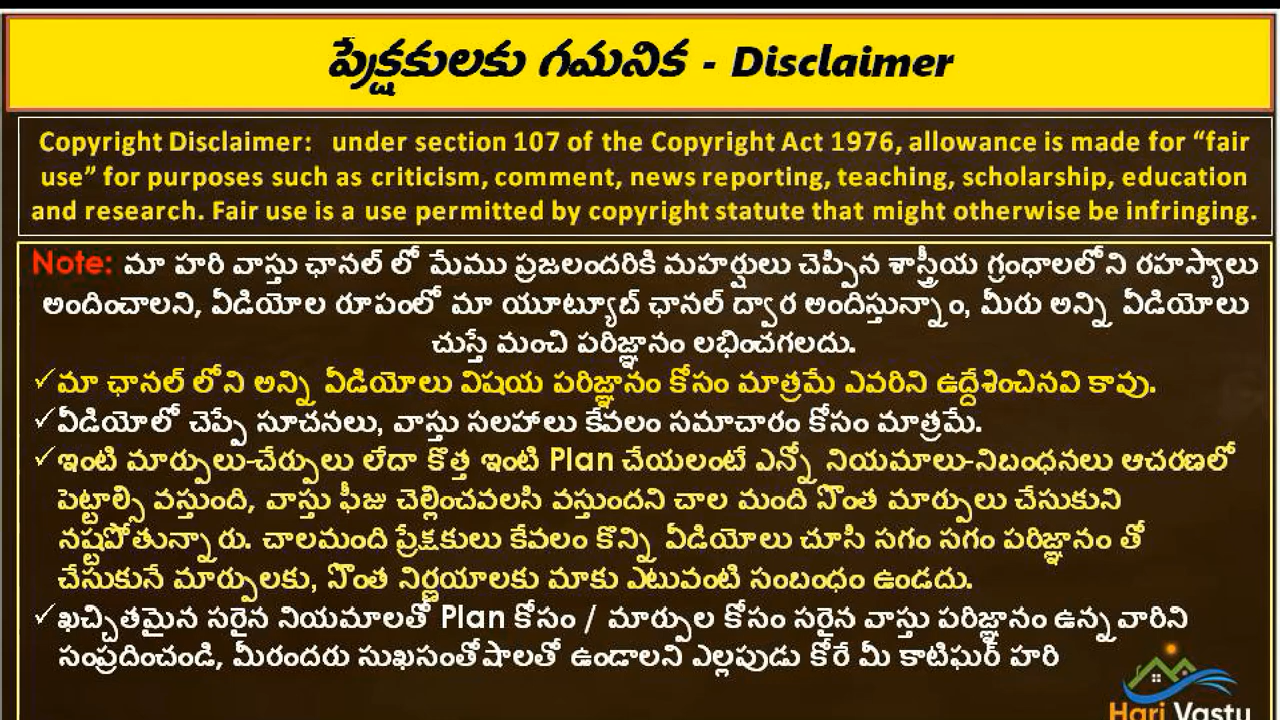 ప్రేక్షకులకు గమనిక - Disclaimer
Copyright Disclaimer: under section 107 of the Copyright Act 1976, allowance is made for “fair
use” for purposes such as criticism, comment, news reporting, teaching, scholarship, education
and research. Fair use is a use permitted by copyright statute that might otherwise be infringing.
Note: మా హరి వాస్తు ఛానల్ లో మేము ప్రజలందరికి మహర్షులు చెప్పిన శాస్త్రీయ గ్రంధాలలోని రహస్యాలు
అందించాలని, వీడియోల రూపంలో మా యూట్యూబ్ ఛానల్ ద్వార అందిస్తున్నాం, మీరు అన్ని వీడియోలు
చుస్తే మంచి పరిజ్ఞానం లభించగలదు.
✓మా ఛానల్ లోని అన్ని వీడియోలు విషయ పరిజ్ఞానం కోసం మాత్రమే ఎవరిని ఉద్దేశించినవి కావు.
✓వీడియోలో చెప్పే సూచనలు, వాస్తు సలహాలు కేవలం సమాచారం కోసం మాత్రమే.
✓ఇంటి మార్పులు-చేర్పులు లేదా కొత్త ఇంటి Plan చేయలంటే ఎన్నో నియమాలు-నిబంధనలు ఆచరణలో
పెట్టాల్సి వస్తుంది, వాస్తు ఫీజు చెల్లించవలసి వస్తుందని చాల మంది సొంత మార్పులు చేసుకుని
నష్టపోతున్నారు. చాలమంది ప్రేక్షకులు కేవలం కొన్ని వీడియోలు చూసి సగం సగం పరిజ్ఞానం తో
చేసుకునే మార్పులకు, సొంత నిర్ణయాలకు మాకు ఎటువంటి సంబంధం ఉండదు.
✓ఖచ్చితమైన సరైన నియమాలతో Plan కోసం / మార్పుల కోసం సరైన వాస్తు పరిజ్ఞానం ఉన్నవారిని
సంప్రదించండి, మీరందరు సుఖసంతోషాలతో ఉండాలని ఎల్లపుడు కోరే మీ కాటిఘర్ హరి
Hari Vastu